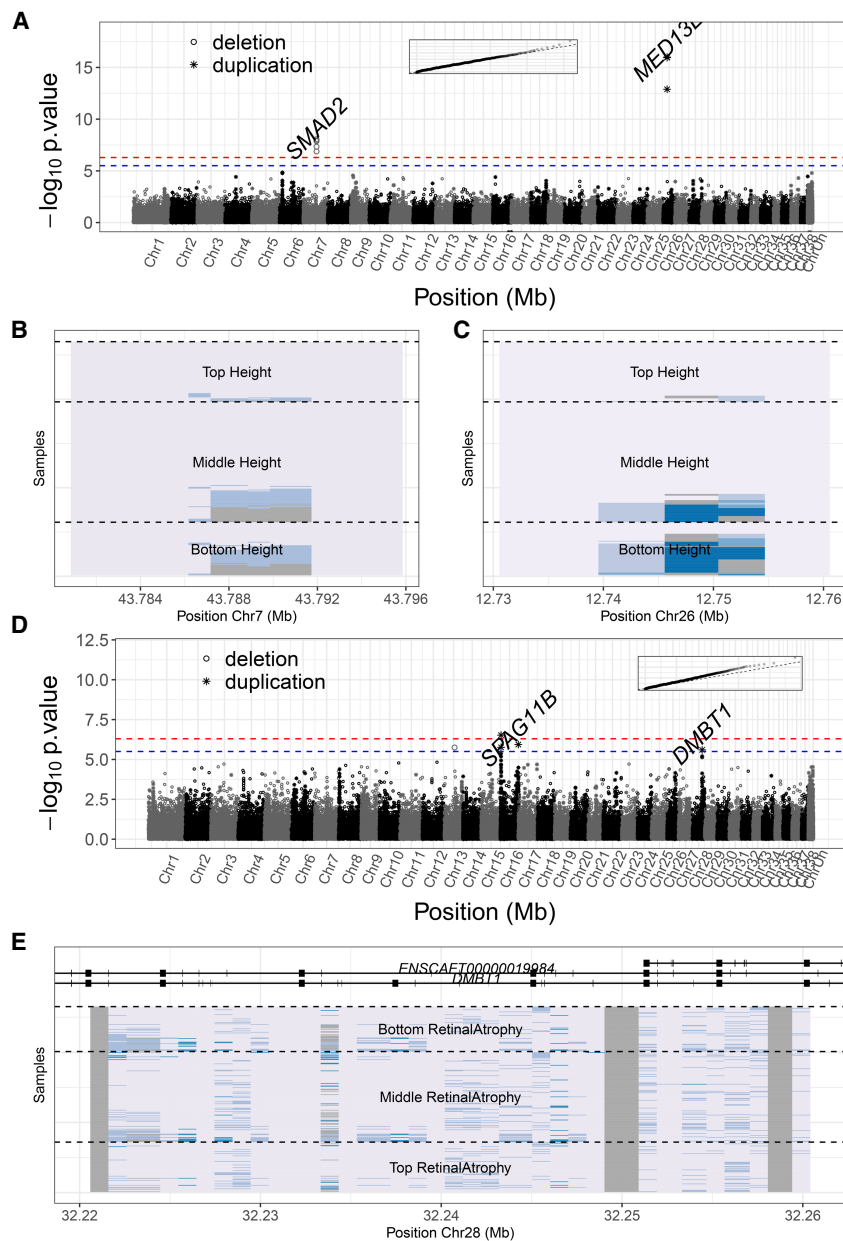 A
deletion
duplication
SMAD2
15
10
5
0
−log10 p.value
Chr1 Chr2 Chr3 Chr4 Chr5 Chr6 Chr7 Chr8 Chr9 Chr10 Chr11 Chr12 Chr13 Chr14 Chr15 Chr16 Chr17 Chr18 Chr19 Chr20 Chr21 Chr22 Chr23 Chr24 Chr25 Chr26 Chr27 Chr28 Chr29 Chr30 Chr31 Chr32 Chr33 Chr34 Chr35 Chr36 Chr37 Chr38 ChrUn
Position (Mb)
B
Top Height
Middle Height
Bottom Height
Samples
43.784 43.788 43.792 43.796
Position Chr7 (Mb)
C
Top Height
Middle Height
Bottom Height
Samples
12.73 12.74 12.75 12.76
Position Chr26 (Mb)
D
deletion
duplication
SPAG11B
DMBT1
12.5
10.0
7.5
5.0
2.5
0.0
−log10 p.value
Chr1 Chr2 Chr3 Chr4 Chr5 Chr6 Chr7 Chr8 Chr9 Chr10 Chr11 Chr12 Chr13 Chr14 Chr15 Chr16 Chr17 Chr18 Chr19 Chr20 Chr21 Chr22 Chr23 Chr24 Chr25 Chr26 Chr27 Chr28 Chr29 Chr30 Chr31 Chr32 Chr33 Chr34 Chr35 Chr36 Chr37 Chr38 ChrUn
Position (Mb)
E
ENSCAFT00000019984
DMBT1
Bottom RetinalAtrophy
Middle RetinalAtrophy
Top RetinalAtrophy
Samples
32.22 32.23 32.24 32.25 32.26
Position Chr28 (Mb)